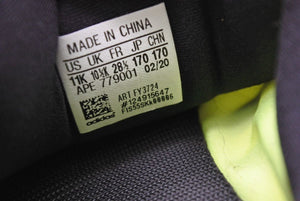 MADE IN CHINA
US UK FR JP CHN
11K 10½K 28½ 170 170
APE 779001 02/20
ART FY3724
#124915647
adidas